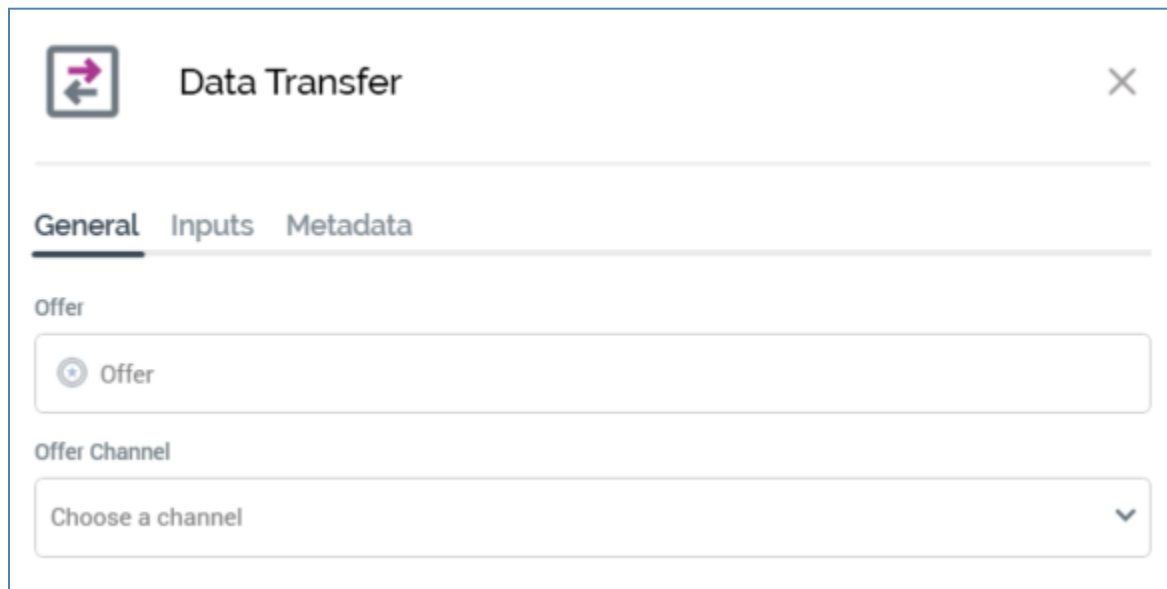 Data Transfer
General Inputs Metadata
Offer
Offer
Offer Channel
Choose a channel